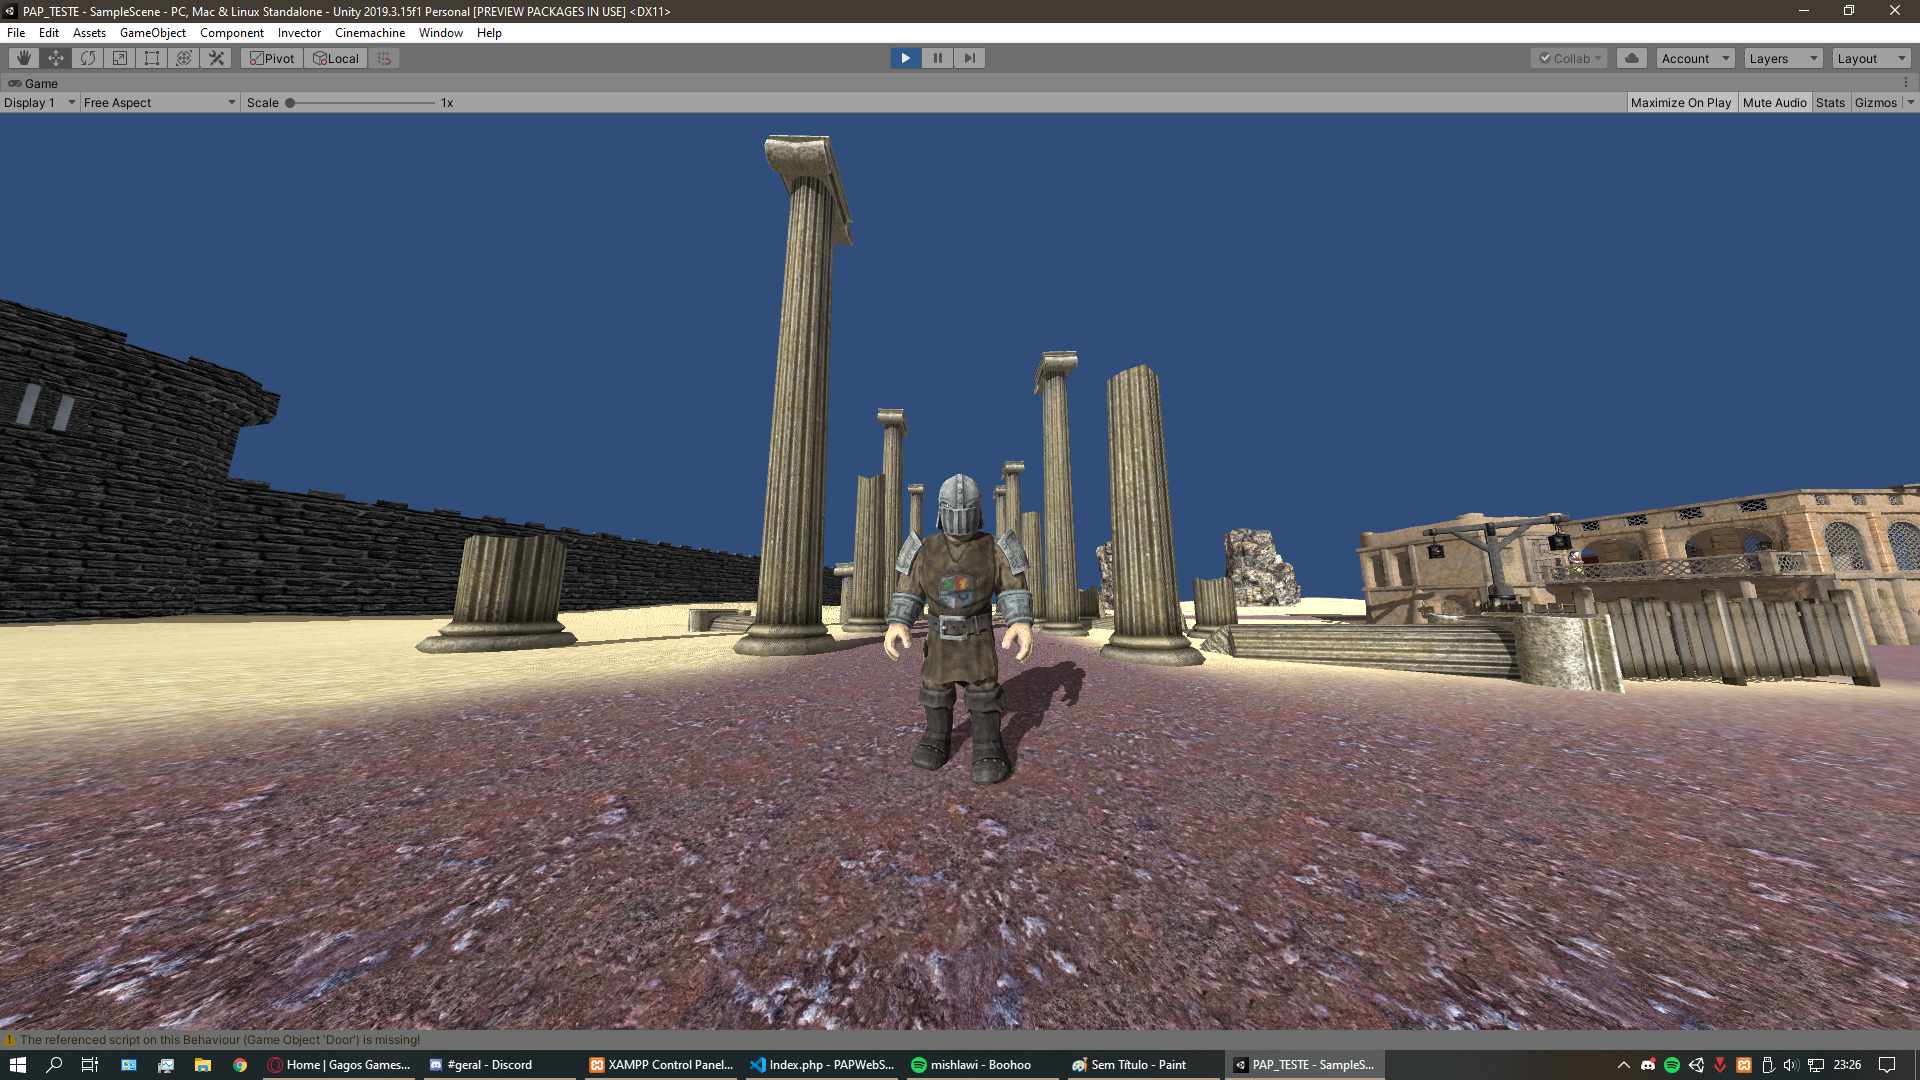 PAP_TESTE - SampleScene - PC, Mac & Linux Standalone - Unity 2019.3.15f1 Personal [PREVIEW PACKAGES IN USE] <DX11>
File Edit Assets GameObject Component Invector Cinemachine Window Help
Pivot Local Collab Account Layers Layout
Game
Display 1 Free Aspect Scale 1x Maximize On Play Mute Audio Stats Gizmos
The referenced script on this Behaviour (Game Object 'Door') is missing!
Home | Gagos Games... #geral - Discord XAMPP Control Panel... Index.php - PAPWebS... mishlawi - Boohoo Sem Título - Paint PAP_TESTE - SampleS... 23:26